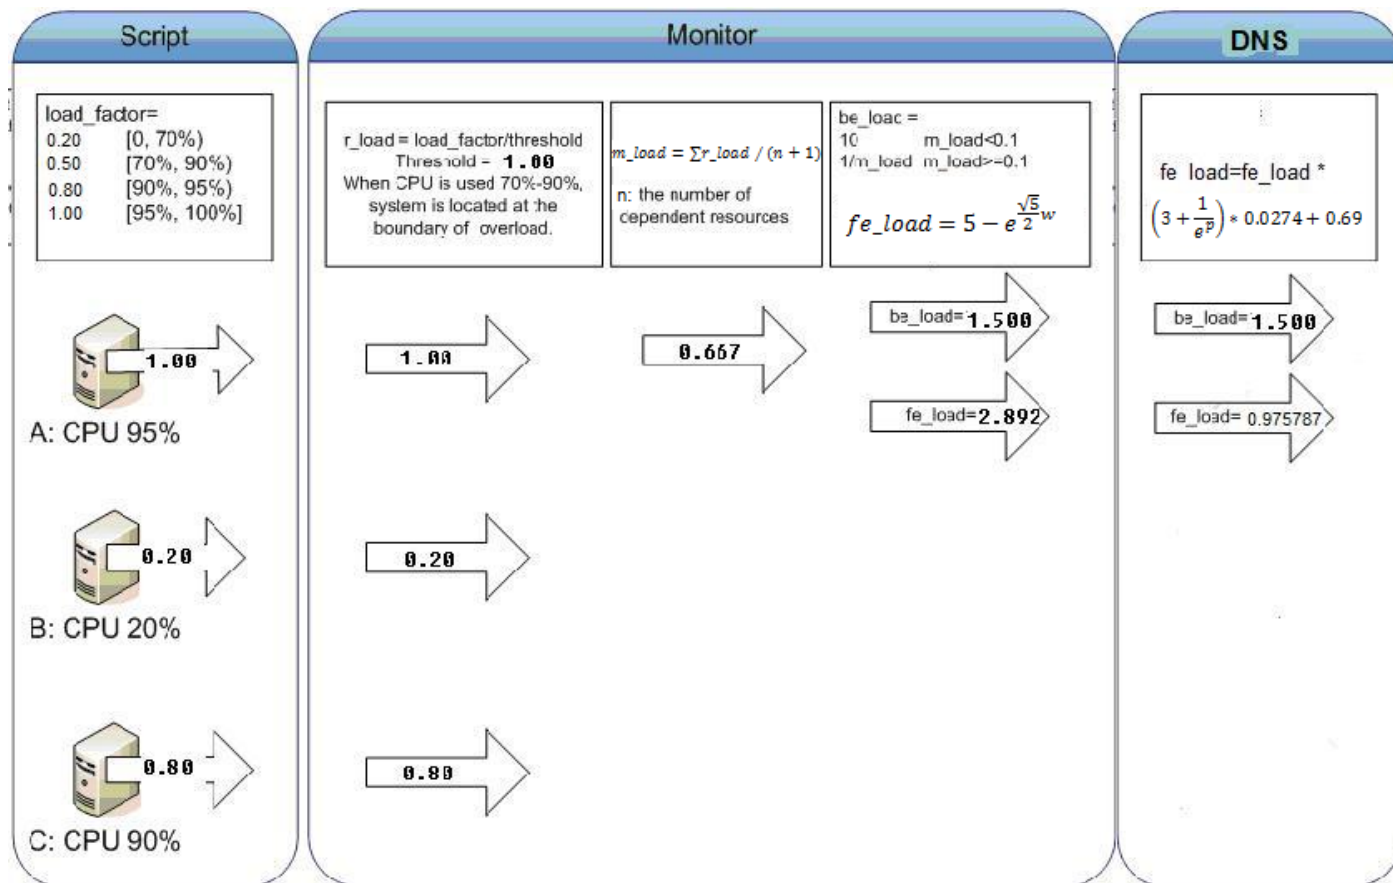 Script
Monitor
DNS
load_factor=
0.20 [0, 70%)
0.50 [70%, 90%)
0.80 [90%, 95%)
1.00 [95%, 100%]
r_load = load_factor/threshold
Threshold = 1.00
When CPU is used 70%-90%,
system is located at the
boundary of overload.
m_load = ∑r_load / (n + 1)
n: the number of
dependent resources
be_load =
10 m_load<0.1
1/m_load m_load>=0.1
fe_load = 5 − e^{\frac{\sqrt{5}}{2}w}
fe_load=fe_load *
(3 + \frac{1}{e^p}) * 0.0274 + 0.69
1.00
1.00
0.667
be_load= 1.500
be_load= 1.500
fe_load=2.892
fe_load= 0.975787
A: CPU 95%
0.20
0.20
B: CPU 20%
0.80
0.80
C: CPU 90%